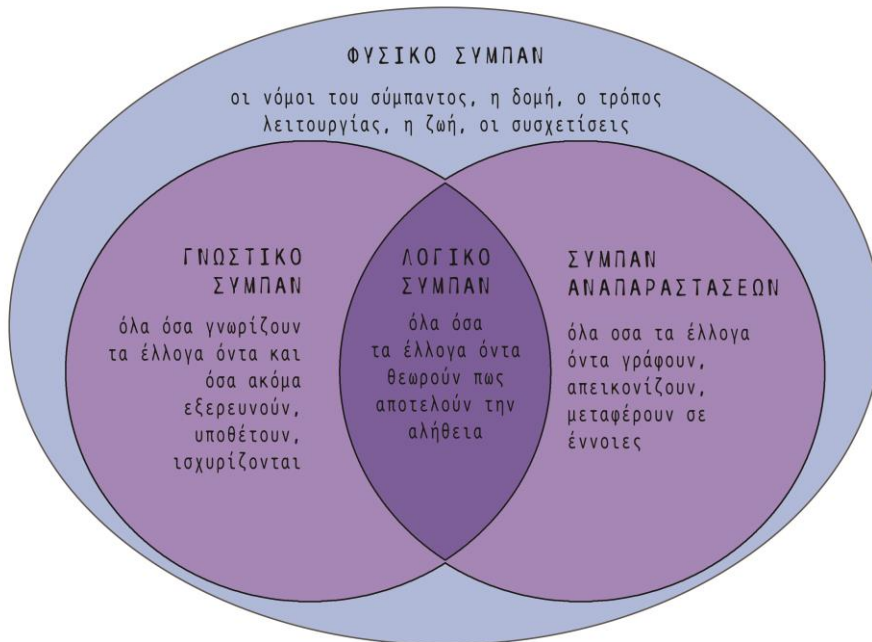 ΦΥΣΙΚΟ ΣΥΜΠΑΝ
οι νόμοι του σύμπαντος, η δομή, ο τρόπος
λειτουργίας, η ζωή, οι συσχετίσεις
ΓΝΩΣΤΙΚΟ
ΣΥΜΠΑΝ
όλα όσα γνωρίζουν
τα έλλογα όντα και
όσα ακόμα
εξερευνούν,
υποθέτουν,
ισχυρίζονται
ΛΟΓΙΚΟ
ΣΥΜΠΑΝ
όλα όσα
τα έλλογα όντα
θεωρούν πως
αποτελούν την
αλήθεια
ΣΥΜΠΑΝ
ΑΝΑΠΑΡΑΣΤΑΣΕΩΝ
όλα οσα τα έλλογα
όντα γράφουν,
απεικονίζουν,
μεταφέρουν σε
έννοιες